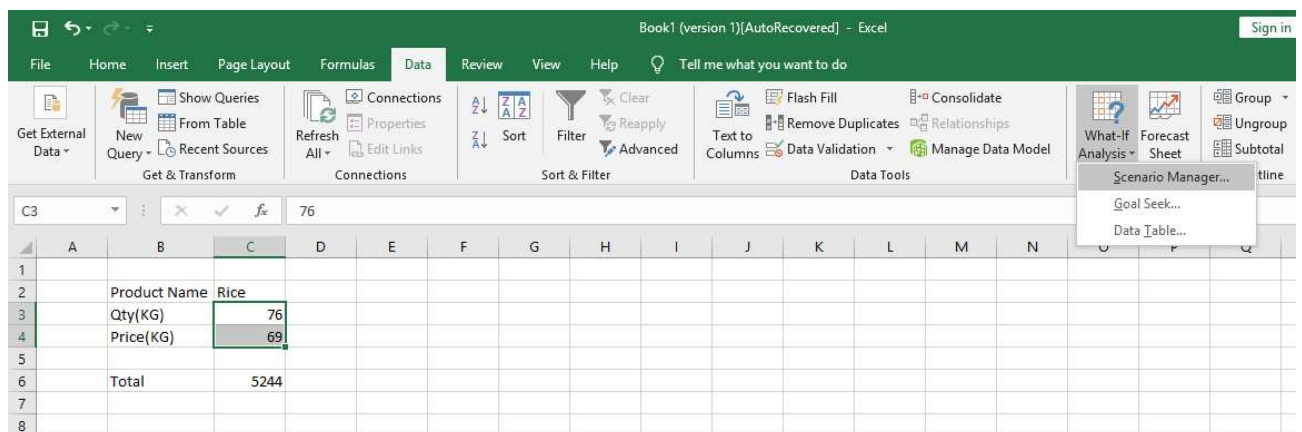 Book1 (version 1)[AutoRecovered] - Excel
Sign in
File Home Insert Page Layout Formulas Data Review View Help Tell me what you want to do
Get External Data
New Query
Show Queries
From Table
Recent Sources
Get & Transform
Refresh All
Connections
Properties
Edit Links
Connections
Sort
Filter
Clear
Reapply
Advanced
Sort & Filter
Text to Columns
Flash Fill
Remove Duplicates
Data Validation
Consolidate
Relationships
Manage Data Model
Data Tools
What-If Analysis
Forecast Sheet
Group
Ungroup
Subtotal
tline
Scenario Manager...
Goal Seek...
Data Table...
C3 fx 76
A B C D E F G H I J K L M N O P Q
1
2 Product Name Rice
3 Qty(KG) 76
4 Price(KG) 69
5
6 Total 5244
7
8